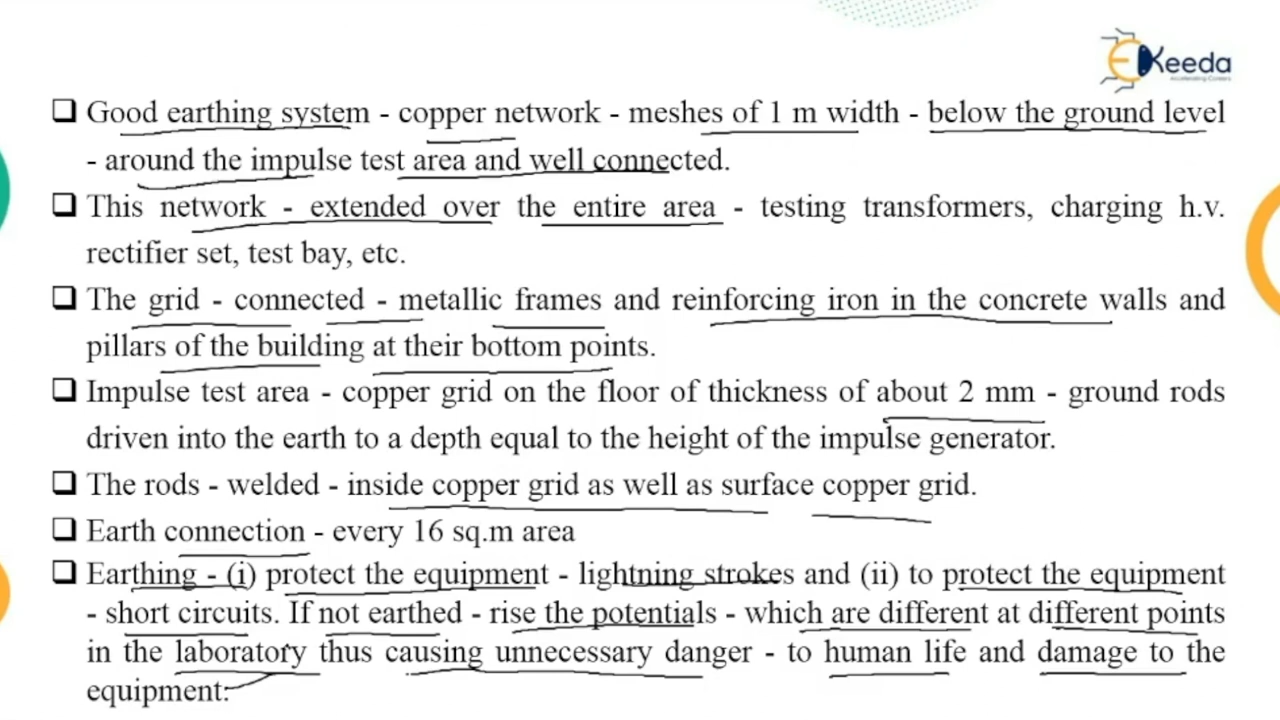 EKeeda
❑ Good earthing system - copper network - meshes of 1 m width - below the ground level
- around the impulse test area and well connected.
❑ This network - extended over the entire area - testing transformers, charging h.v.
rectifier set, test bay, etc.
❑ The grid - connected - metallic frames and reinforcing iron in the concrete walls and
pillars of the building at their bottom points.
❑ Impulse test area - copper grid on the floor of thickness of about 2 mm - ground rods
driven into the earth to a depth equal to the height of the impulse generator.
❑ The rods - welded - inside copper grid as well as surface copper grid.
❑ Earth connection - every 16 sq.m area
❑ Earthing - (i) protect the equipment - lightning strokes and (ii) to protect the equipment
- short circuits. If not earthed - rise the potentials - which are different at different points
in the laboratory thus causing unnecessary danger - to human life and damage to the
equipment.